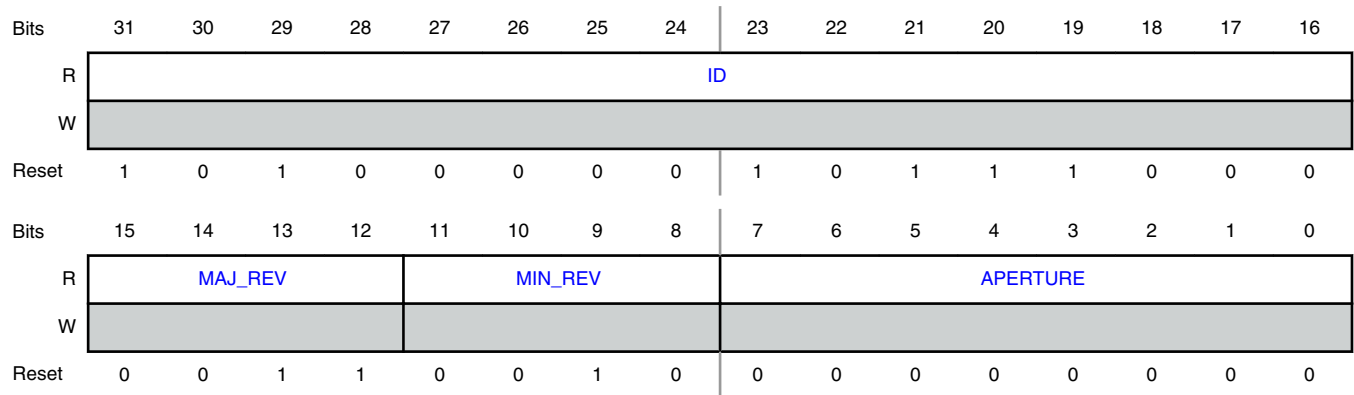 Bits 31 30 29 28 27 26 25 24 23 22 21 20 19 18 17 16
R ID
W
Reset 1 0 1 0 0 0 0 0 1 0 1 1 1 0 0 0
Bits 15 14 13 12 11 10 9 8 7 6 5 4 3 2 1 0
R MAJ_REV MIN_REV APERTURE
W
Reset 0 0 1 1 0 0 1 0 0 0 0 0 0 0 0 0